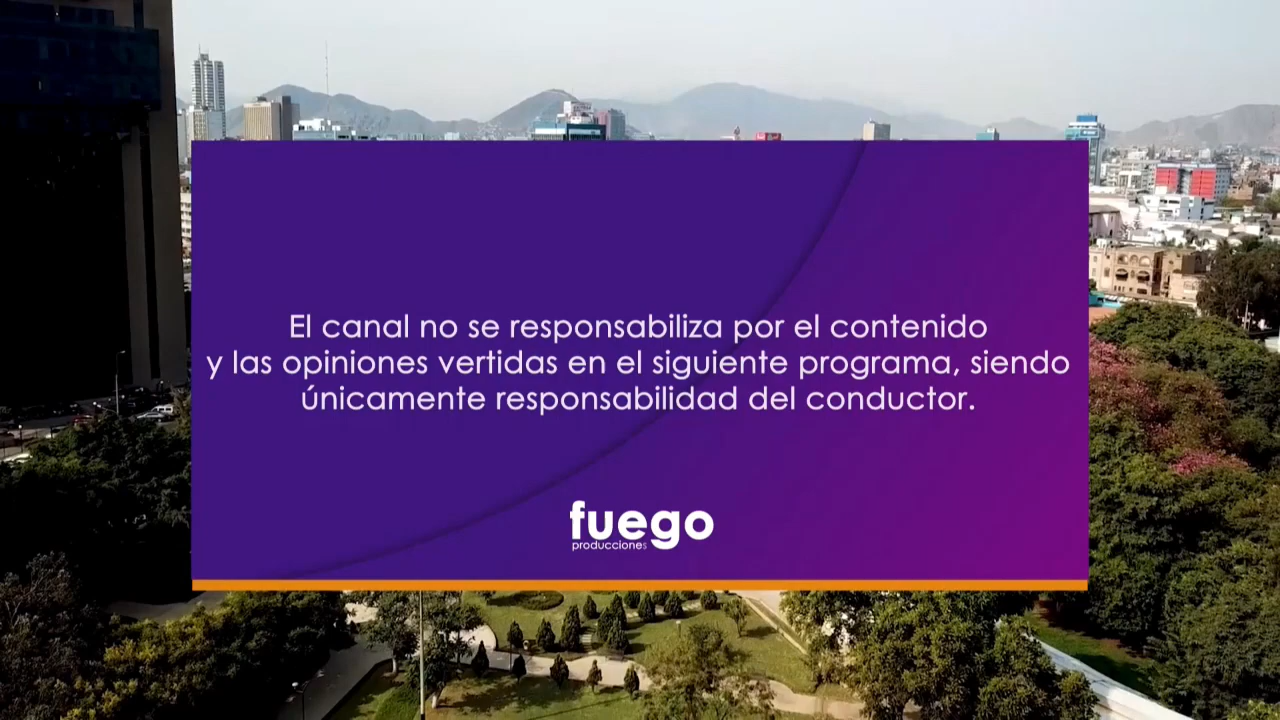 El canal no se responsabiliza por el contenido
y las opiniones vertidas en el siguiente programa, siendo
únicamente responsabilidad del conductor.
fuego
producciones